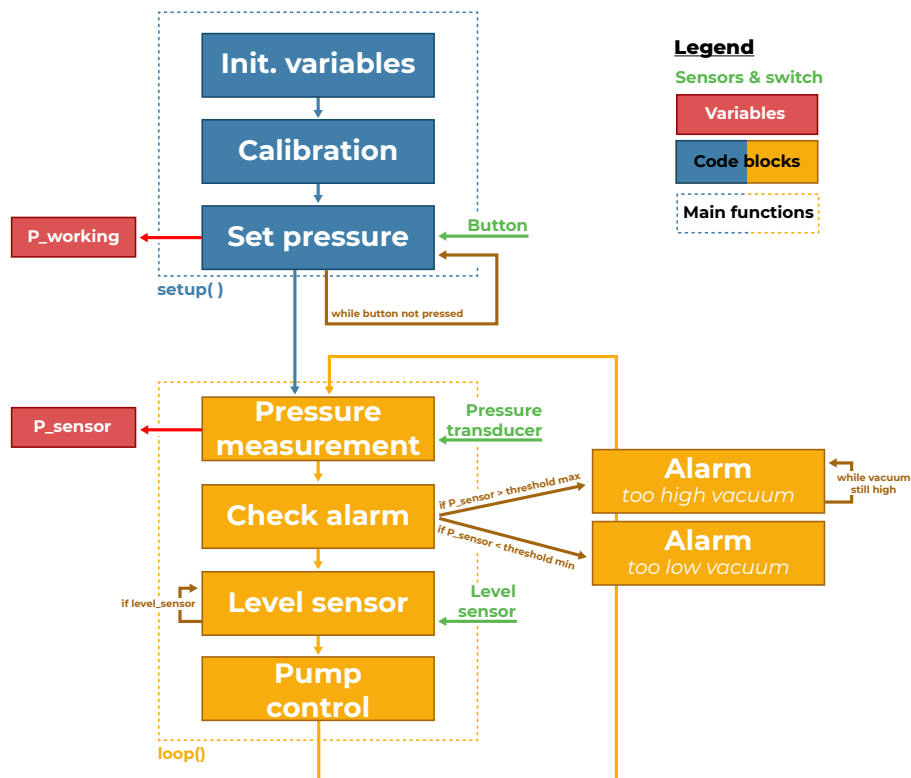 Init. variables
Calibration
Set pressure
P_working
Button
setup( )
while button not pressed
Legend
Sensors & switch
Variables
Code blocks
Main functions
Pressure
measurement
P_sensor
Pressure
transducer
Check alarm
if P_sensor > threshold max
if P_sensor < threshold min
Alarm
too high vacuum
while vacuum
still high
Alarm
too low vacuum
Level sensor
if level_sensor
Level
sensor
Pump
control
loop()